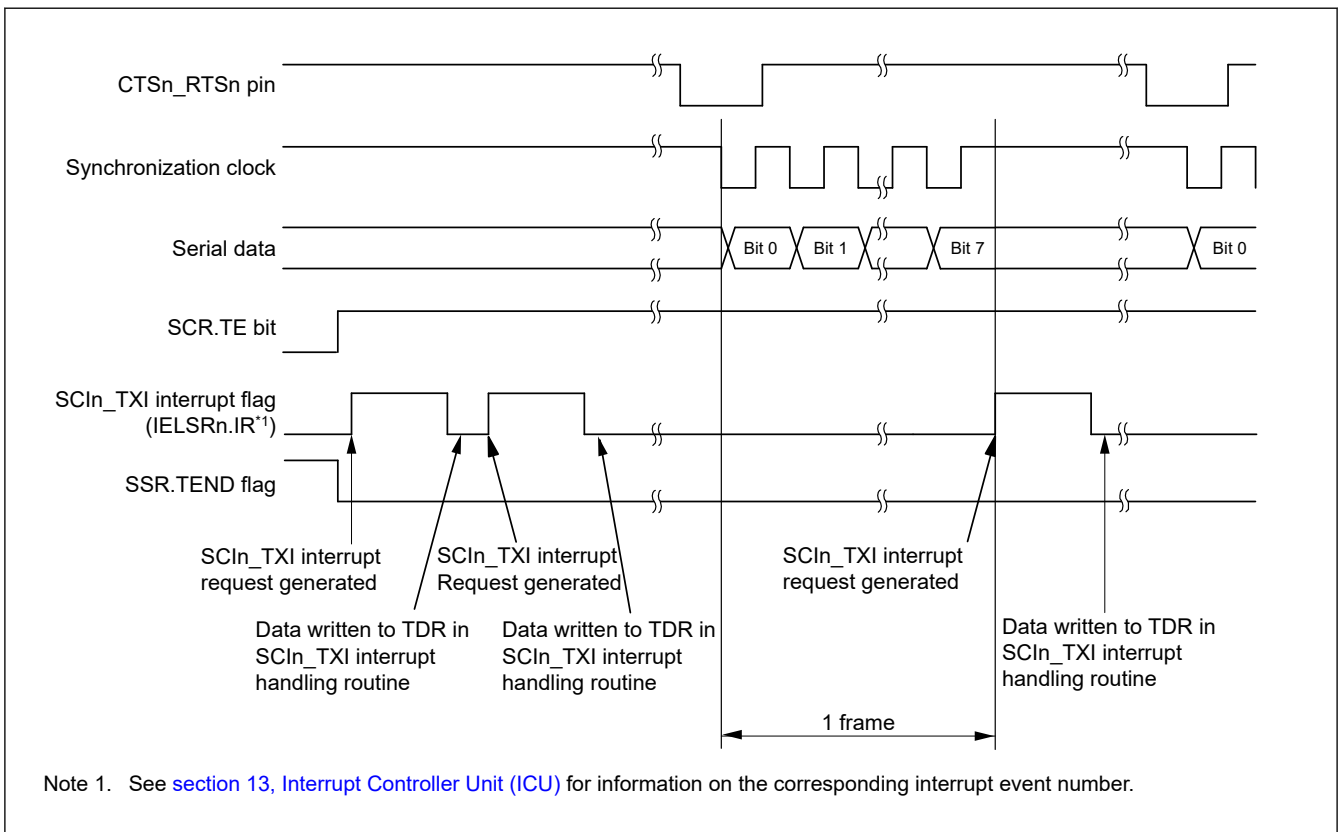 CTSn_RTSn pin
Synchronization clock
Serial data
Bit 0
Bit 1
Bit 7
Bit 0
SCR.TE bit
SCIn_TXI interrupt flag
(IELSRn.IR*1)
SSR.TEND flag
SCIn_TXI interrupt
request generated
SCIn_TXI interrupt
Request generated
SCIn_TXI interrupt
request generated
Data written to TDR in
SCIn_TXI interrupt
handling routine
Data written to TDR in
SCIn_TXI interrupt
handling routine
Data written to TDR in
SCIn_TXI interrupt
handling routine
1 frame
Note 1. See section 13, Interrupt Controller Unit (ICU) for information on the corresponding interrupt event number.